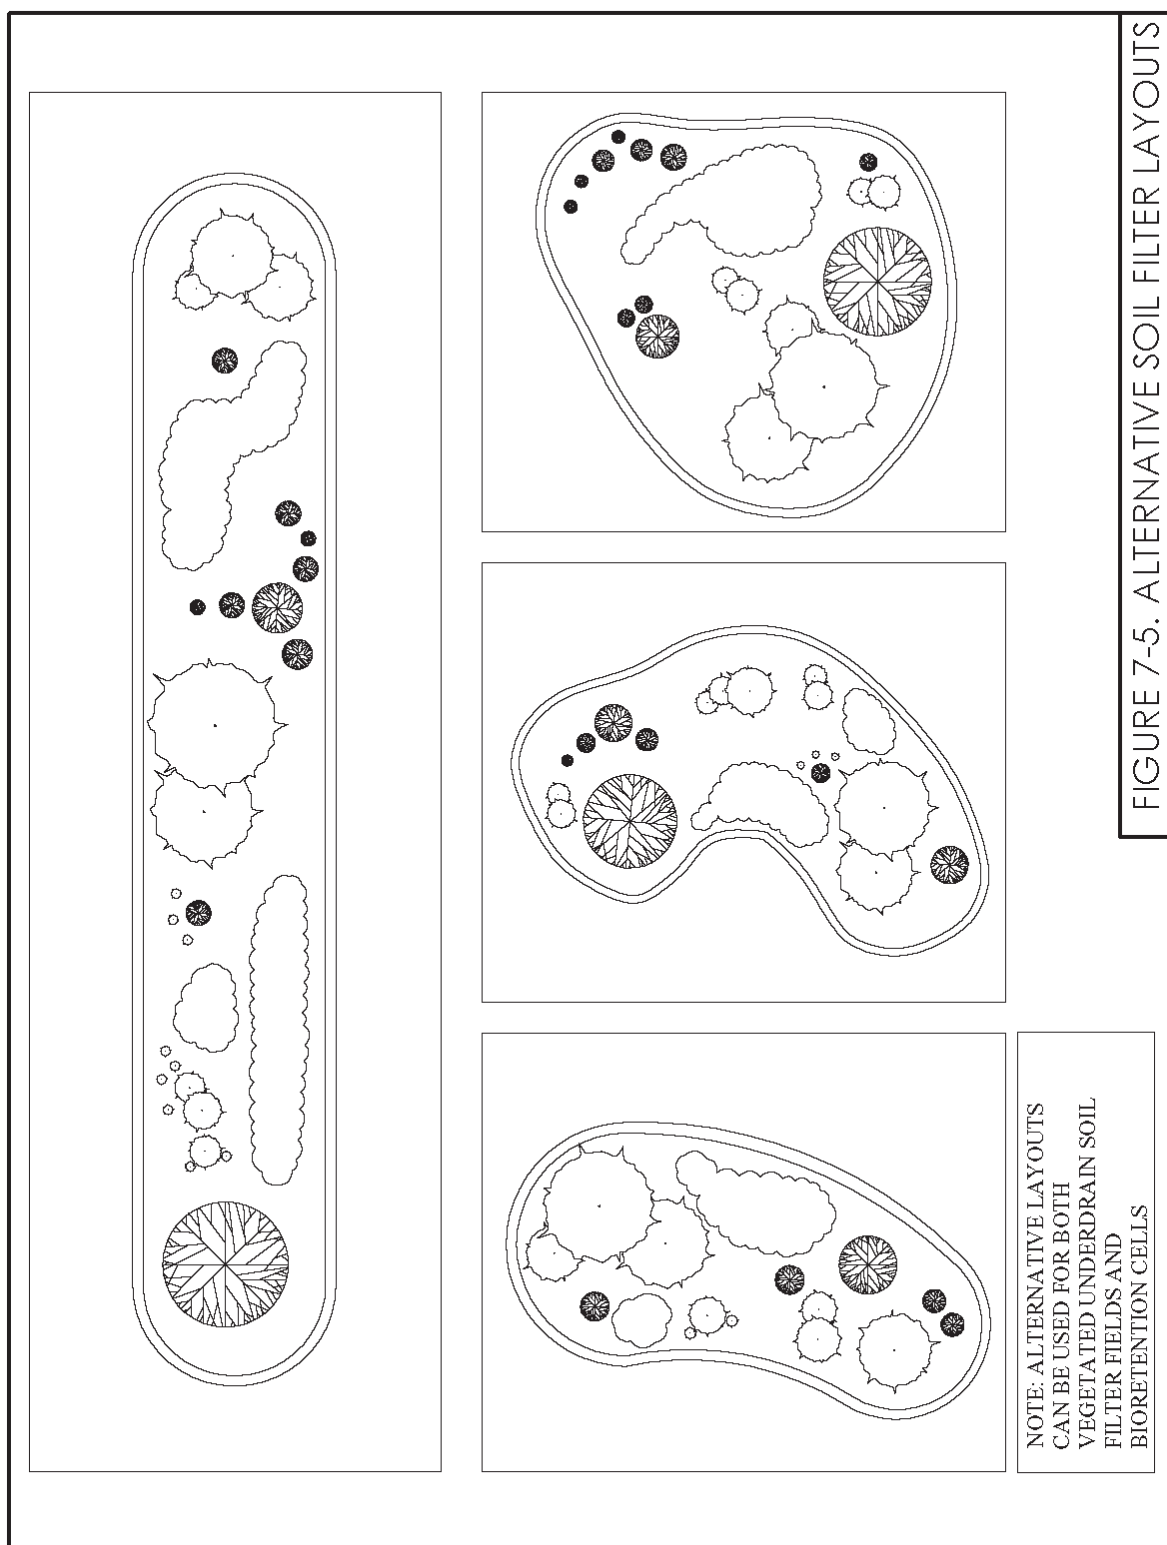 FIGURE 7-5. ALTERNATIVE SOIL FILTER LAYOUTS
NOTE: ALTERNATIVE LAYOUTS
CAN BE USED FOR BOTH
VEGETATED UNDERDRAIN SOIL
FILTER FIELDS AND
BIORETENTION CELLS